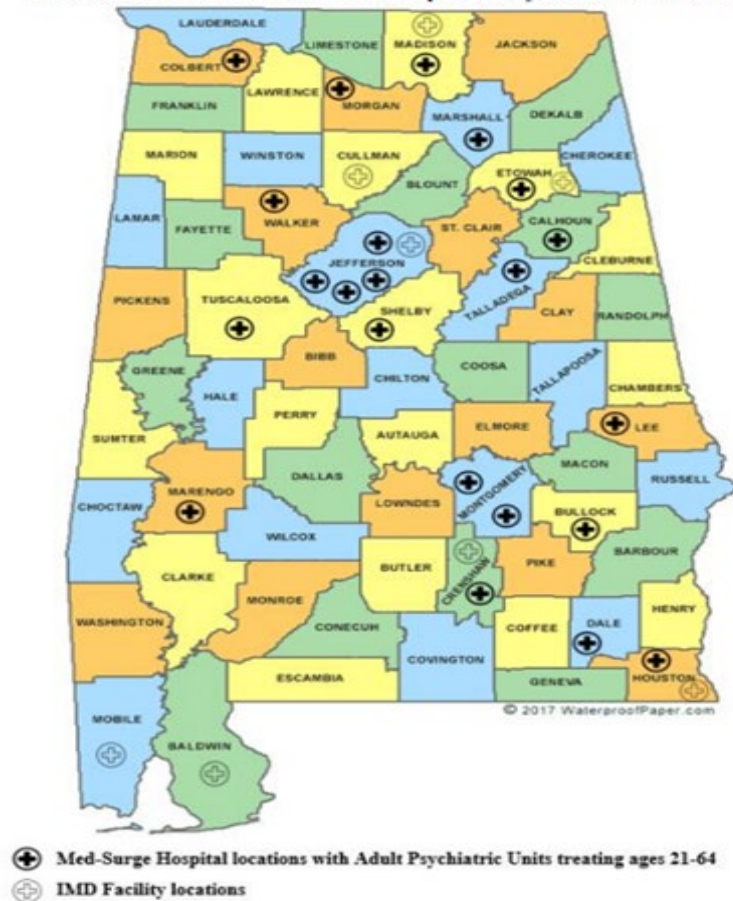 LAUDERDALE
LIMESTONE
MADISON
JACKSON
COLBERT
LAWRENCE
MORGAN
FRANKLIN
MARSHALL
DEKALB
MARION
WINSTON
CULLMAN
CHEROKEE
ETOWAH
BLOUNT
LAMAR
FAYETTE
WALKER
ST. CLAIR
CALHOUN
JEFFERSON
CLEBURNE
PICKENS
TUSCALOOSA
SHELBY
TALLADEGA
CLAY
RANDOLPH
BIBB
GREENE
HALE
CHILTON
COOSA
TALLAPOOSA
CHAMBERS
PERRY
SUMTER
AUTAUGA
ELMORE
LEE
DALLAS
MACON
MARENGO
LOWNDES
MONTGOMERY
RUSSELL
CHOCTAW
BULLOCK
WILCOX
BARBOUR
CLARKE
BUTLER
CRENSHAW
PIKE
MONROE
HENRY
WASHINGTON
CONECUH
COFFEE
DALE
COVINGTON
ESCAMBIA
GENEVA
HOUSTON
© 2017 WaterproofPaper.com
MOBILE
BALDWIN
Med-Surge Hospital locations with Adult Psychiatric Units treating ages 21-64
IMD Facility locations